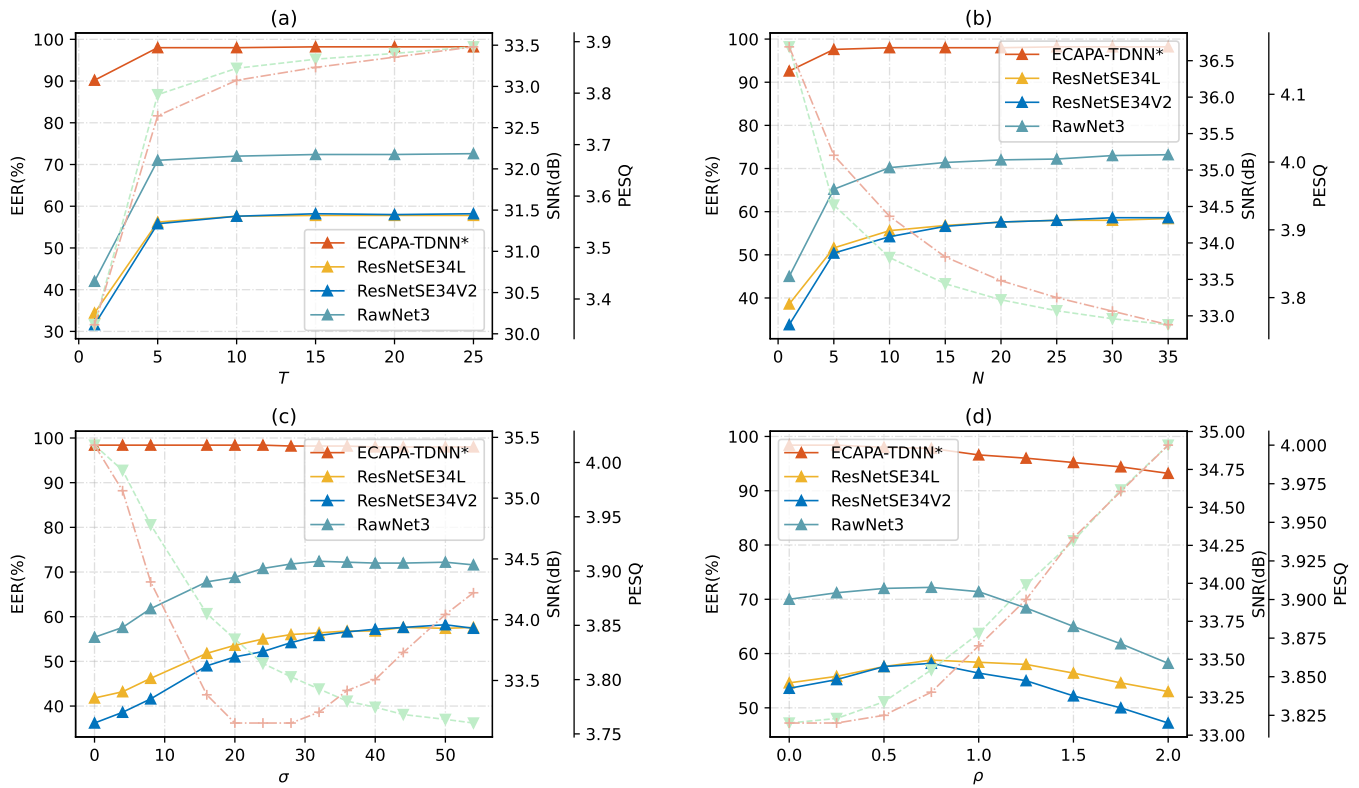 (a)
100
90
80
70
60
50
40
30
EER(%)
0 5 10 15 20 25
T
33.5
33.0
32.5
32.0
31.5
31.0
30.5
30.0
SNR(dB)
3.9
3.8
3.7
3.6
3.5
3.4
PESQ
ECAPA-TDNN*
ResNetSE34L
ResNetSE34V2
RawNet3
(b)
100
90
80
70
60
50
40
EER(%)
0 5 10 15 20 25 30 35
N
36.5
36.0
35.5
35.0
34.5
34.0
33.5
33.0
SNR(dB)
4.1
4.0
3.9
3.8
PESQ
ECAPA-TDNN*
ResNetSE34L
ResNetSE34V2
RawNet3
(c)
100
90
80
70
60
50
40
EER(%)
0 10 20 30 40 50
σ
35.5
35.0
34.5
34.0
33.5
SNR(dB)
4.00
3.95
3.90
3.85
3.80
3.75
PESQ
ECAPA-TDNN*
ResNetSE34L
ResNetSE34V2
RawNet3
(d)
100
90
80
70
60
50
EER(%)
0.0 0.5 1.0 1.5 2.0
ρ
35.00
34.75
34.50
34.25
34.00
33.75
33.50
33.25
33.00
SNR(dB)
4.000
3.975
3.950
3.925
3.900
3.875
3.850
3.825
PESQ
ECAPA-TDNN*
ResNetSE34L
ResNetSE34V2
RawNet3